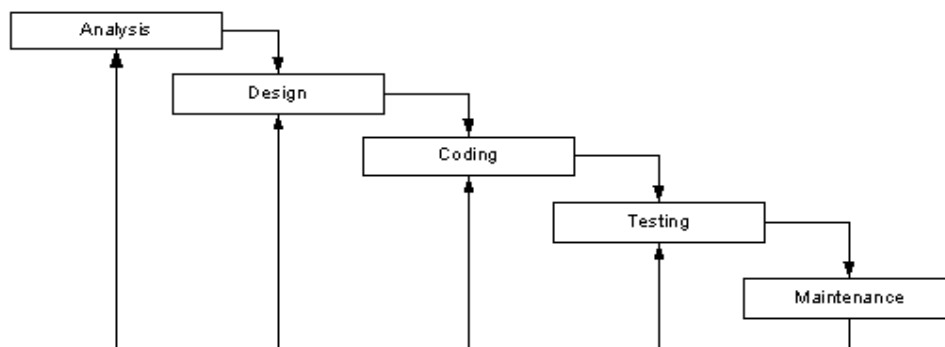 Analysis
Design
Coding
Testing
Maintenance